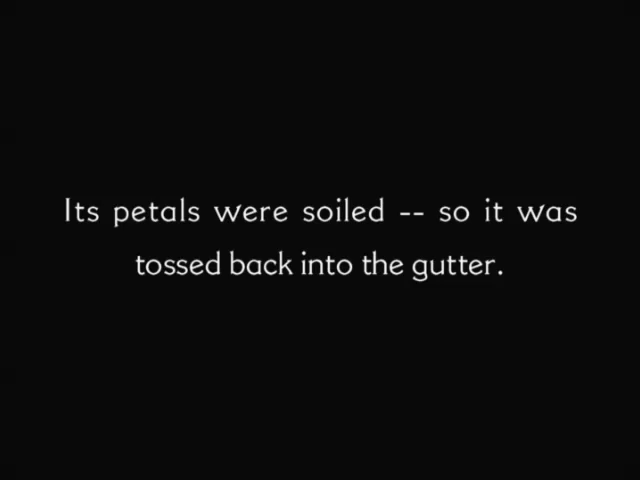 Its petals were soiled -- so it was
tossed back into the gutter.